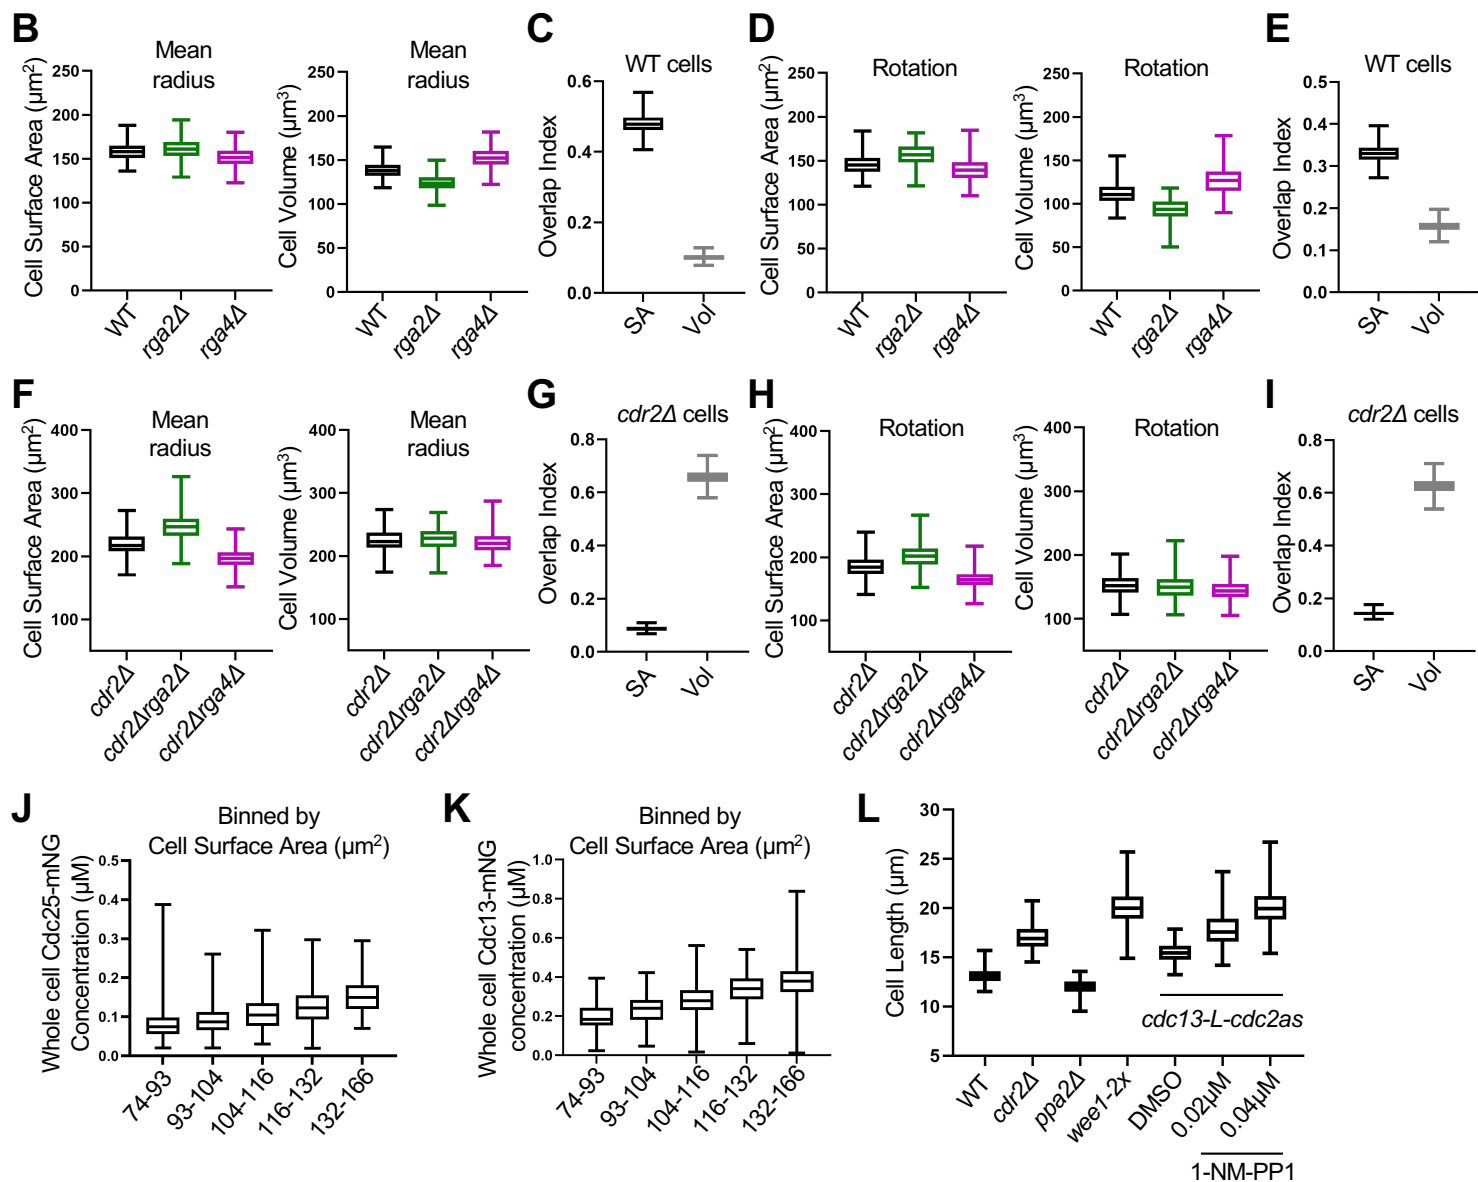 B
Mean
radius
Cell Surface Area (µm²)
250
200
150
100
50
0
WT
rga2Δ
rga4Δ
Mean
radius
Cell Volume (µm³)
250
200
150
100
50
0
WT
rga2Δ
rga4Δ
C
WT cells
Overlap Index
0.6
0.4
0.2
0.0
SA
Vol
D
Rotation
Cell Surface Area (µm²)
250
200
150
100
50
0
WT
rga2Δ
rga4Δ
Rotation
Cell Volume (µm³)
250
200
150
100
50
0
WT
rga2Δ
rga4Δ
E
WT cells
Overlap Index
0.5
0.4
0.3
0.2
0.1
0.0
SA
Vol
F
Mean
radius
Cell Surface Area (µm²)
400
300
200
100
cdr2Δ
cdr2Δrga2Δ
cdr2Δrga4Δ
Mean
radius
Cell Volume (µm³)
400
300
200
100
cdr2Δ
cdr2Δrga2Δ
cdr2Δrga4Δ
G
cdr2Δ cells
Overlap Index
0.8
0.6
0.4
0.2
0.0
SA
Vol
H
Rotation
Cell Surface Area (µm²)
400
300
200
100
cdr2Δ
cdr2Δrga2Δ
cdr2Δrga4Δ
Rotation
Cell Volume (µm³)
400
300
200
100
cdr2Δ
cdr2Δrga2Δ
cdr2Δrga4Δ
I
cdr2Δ cells
Overlap Index
0.8
0.6
0.4
0.2
0.0
SA
Vol
J
Binned by
Cell Surface Area (µm²)
Whole cell Cdc25-mNG
Concentration (µM)
0.5
0.4
0.3
0.2
0.1
0.0
74-93
93-104
104-116
116-132
132-166
K
Binned by
Cell Surface Area (µm²)
Whole cell Cdc13-mNG
concentration (µM)
1.0
0.8
0.6
0.4
0.2
0.0
74-93
93-104
104-116
116-132
132-166
L
Cell Length (µm)
30
25
20
15
10
5
cdc13-L-cdc2as
WT
cdr2Δ
ppa2Δ
wee1-2x
DMSO
0.02µM
0.04µM
1-NM-PP1